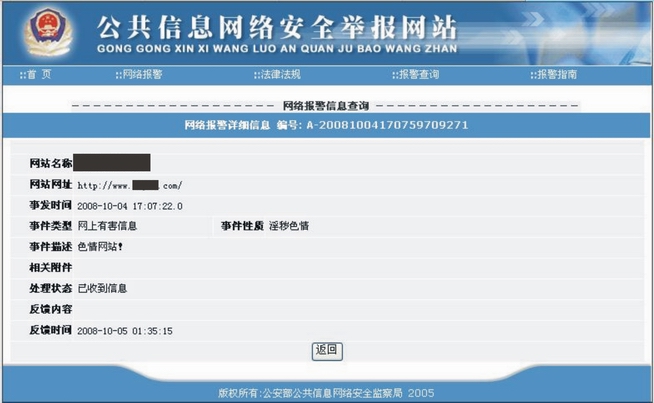 公共信息网络安全举报网站
GONG GONG XIN XI WANG LUO AN QUAN JU BAO WANG ZHAN
::首 页 ::网络报警 ::法律法规 ::报警查询 ::报警指南
网络报警信息查询
网络报警详细信息 编号: A-20081004170759709271
网站名称
网站网址 http://www. .com/
事发时间 2008-10-04 17:07:22.0
事件类型 网上有害信息 事件性质 淫秽色情
事件描述 色情网站!
相关附件
处理状态 已收到信息
反馈内容
反馈时间 2008-10-05 01:35:15
返回
版权所有:公安部公共信息网络安全监察局 2005